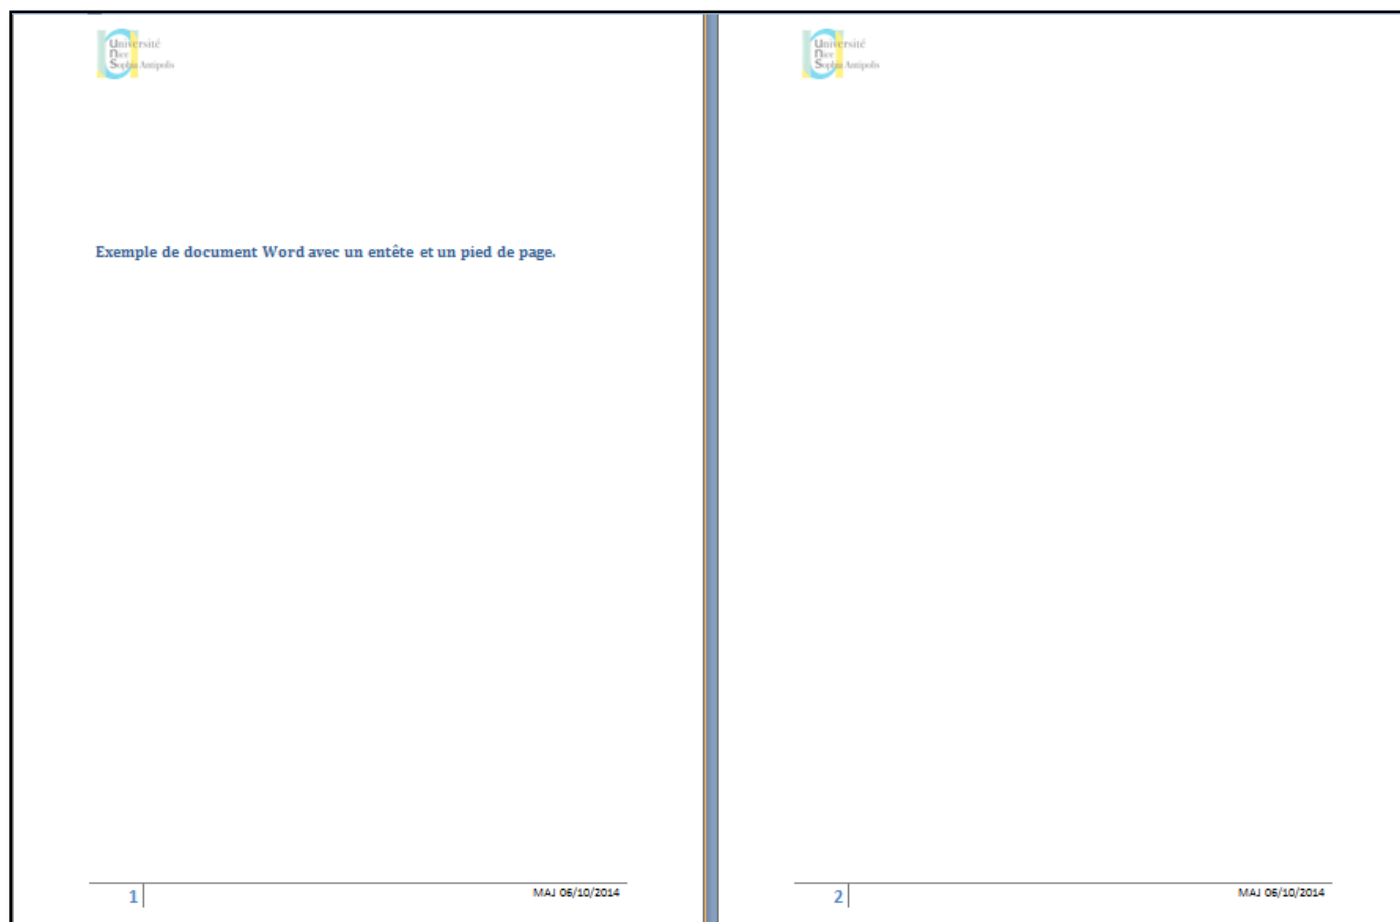 Université
Nice
Sophia Antipolis
Exemple de document Word avec un entête et un pied de page.
1
MAJ 06/10/2014
Université
Nice
Sophia Antipolis
2
MAJ 06/10/2014